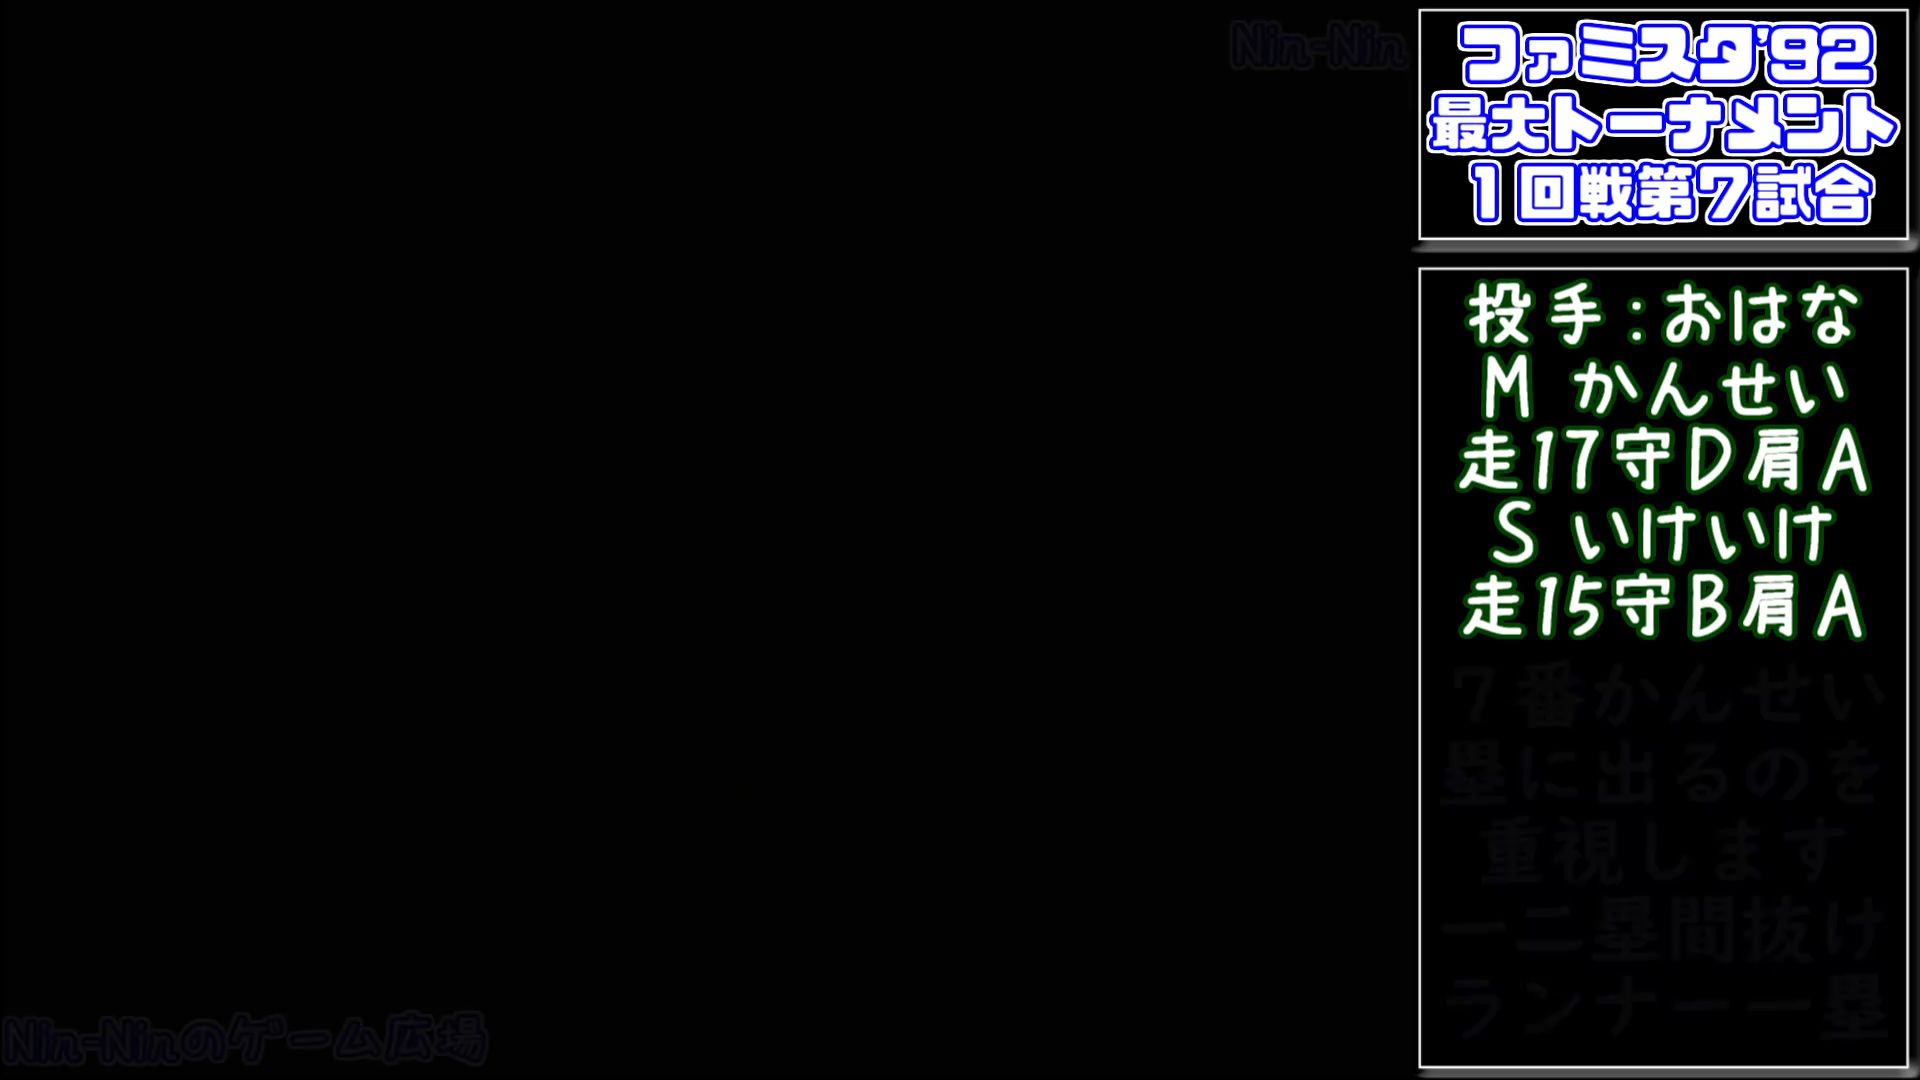 Nin-Nin
ファミスタ'92
最大トーナメント
１回戦第７試合
投手:おはな
M かんせい
走17守D肩A
S いけいけ
走15守B肩A
７番かんせい
塁に出るのを
重視します
一二塁間抜け
ランナー一塁
Nin-Ninのゲーム広場